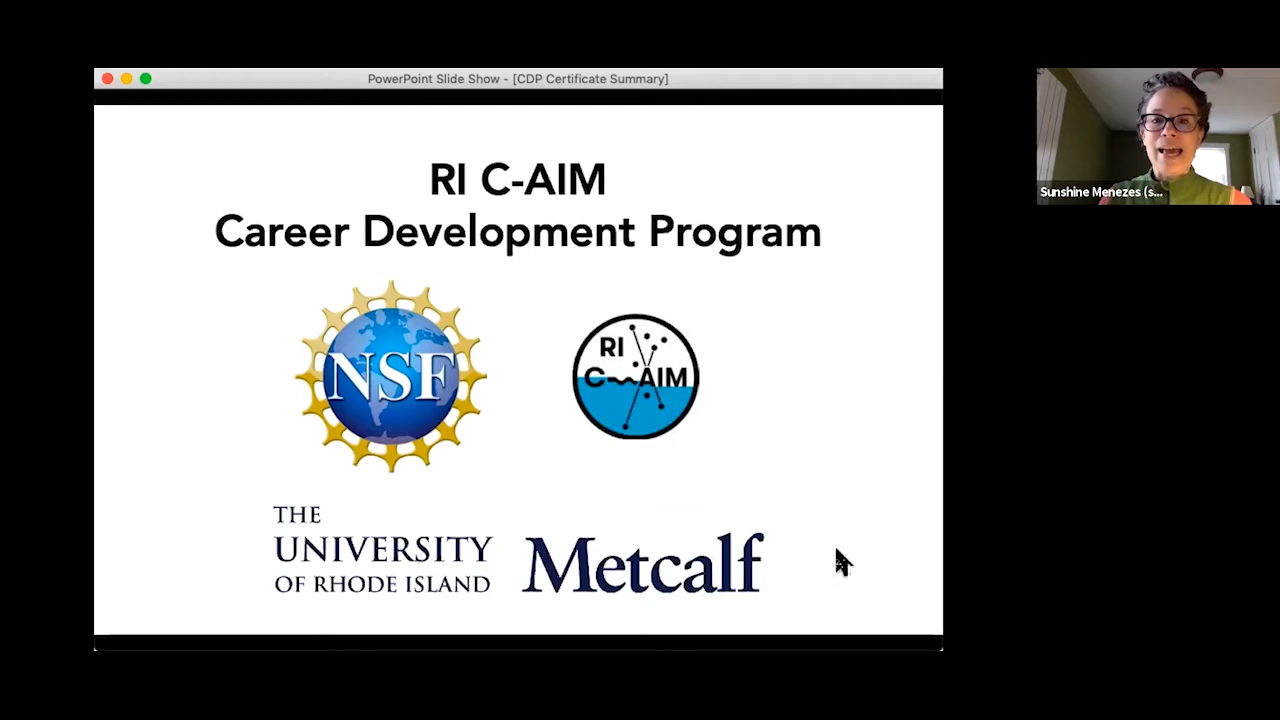 PowerPoint Slide Show - [CDP Certificate Summary]
RI C-AIM
Career Development Program
NSF
RI
C AIM
THE
UNIVERSITY
OF RHODE ISLAND
Metcalf
Sunshine Menezes (s...